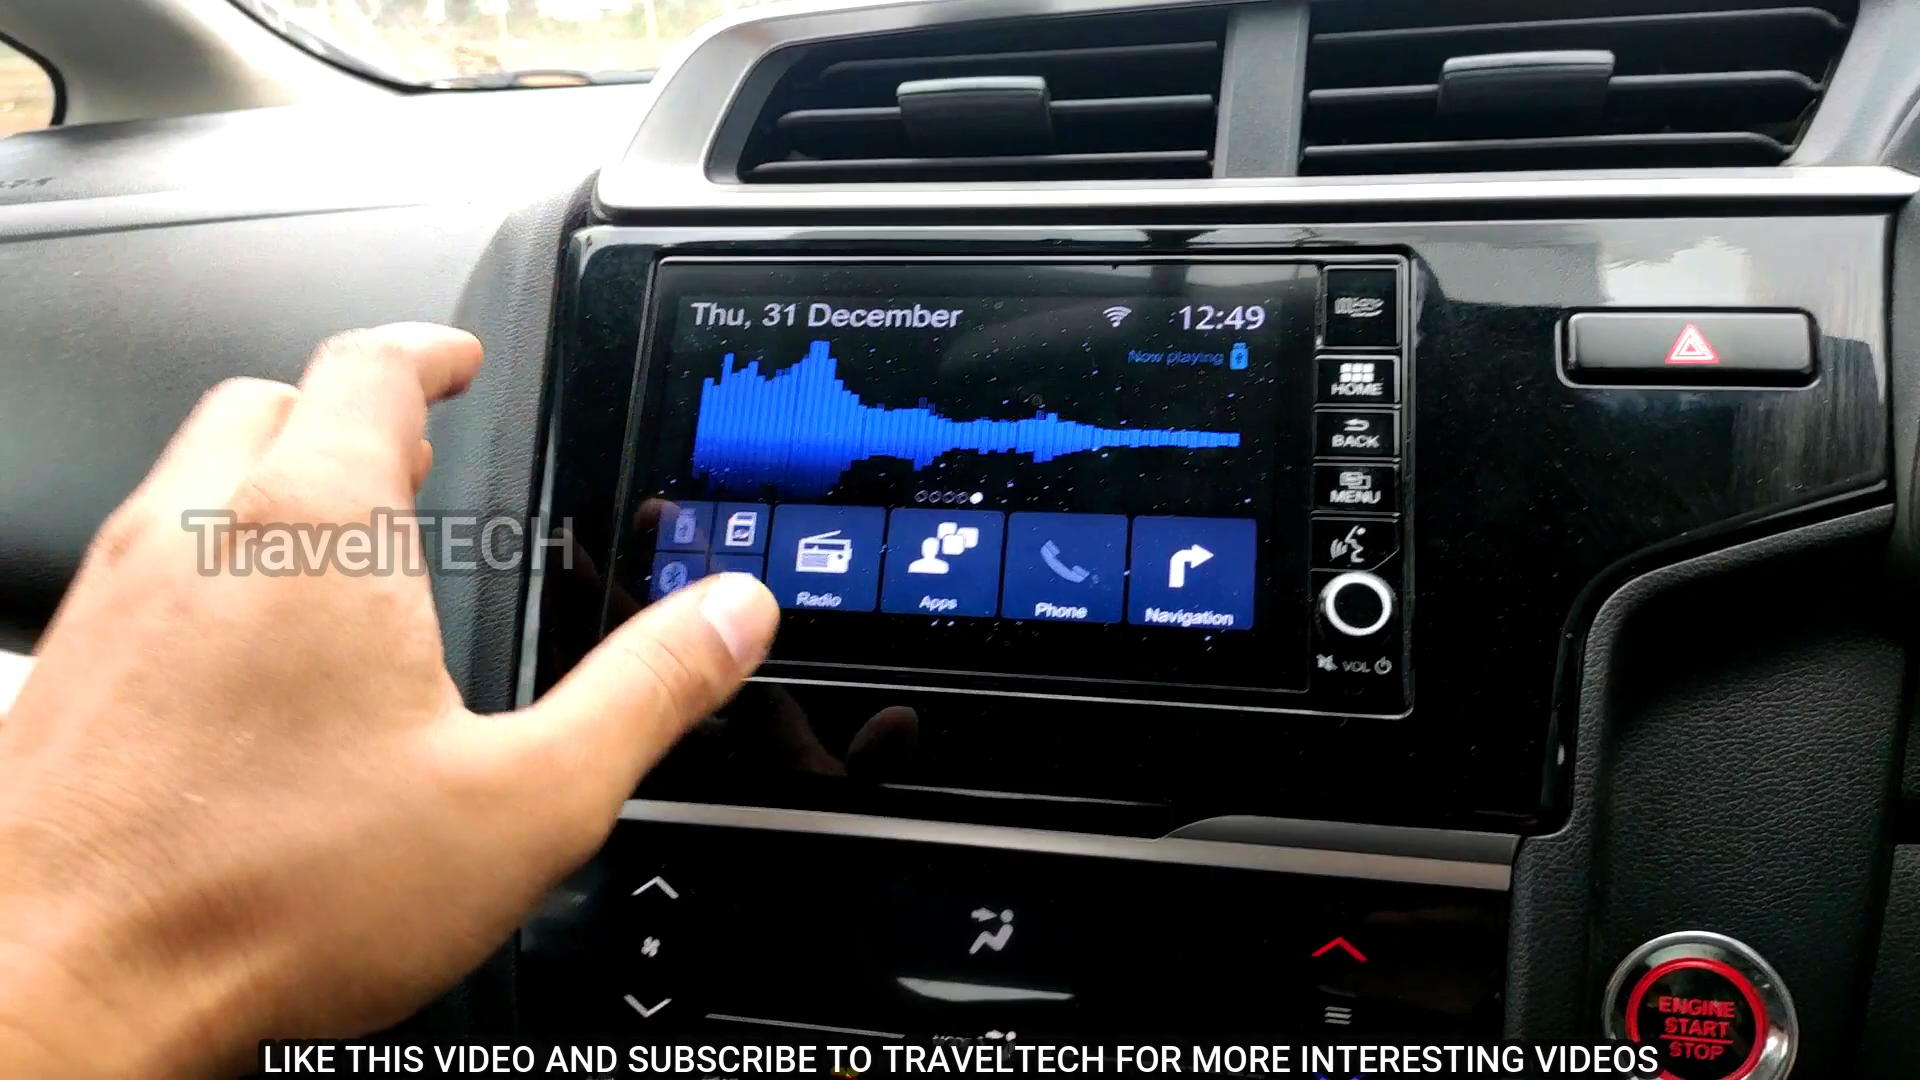 Thu, 31 December
12:49
Now playing
HOME
BACK
MENU
VOL
Radio
Apps
Phone
Navigation
TravelTECH
ENGINE
START
STOP
LIKE THIS VIDEO AND SUBSCRIBE TO TRAVELTECH FOR MORE INTERESTING VIDEOS